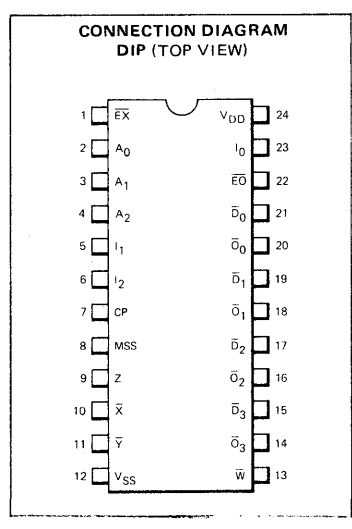 CONNECTION DIAGRAM
DIP (TOP VIEW)
1 E̅X̅ V_DD 24
2 A₀ I₀ 23
3 A₁ E̅O̅ 22
4 A₂ D̅₀ 21
5 I₁ O̅₀ 20
6 I₂ D̅₁ 19
7 CP O̅₁ 18
8 MSS D̅₂ 17
9 Z O̅₂ 16
10 X̅ D̅₃ 15
11 Y̅ O̅₃ 14
12 V_SS W̅ 13